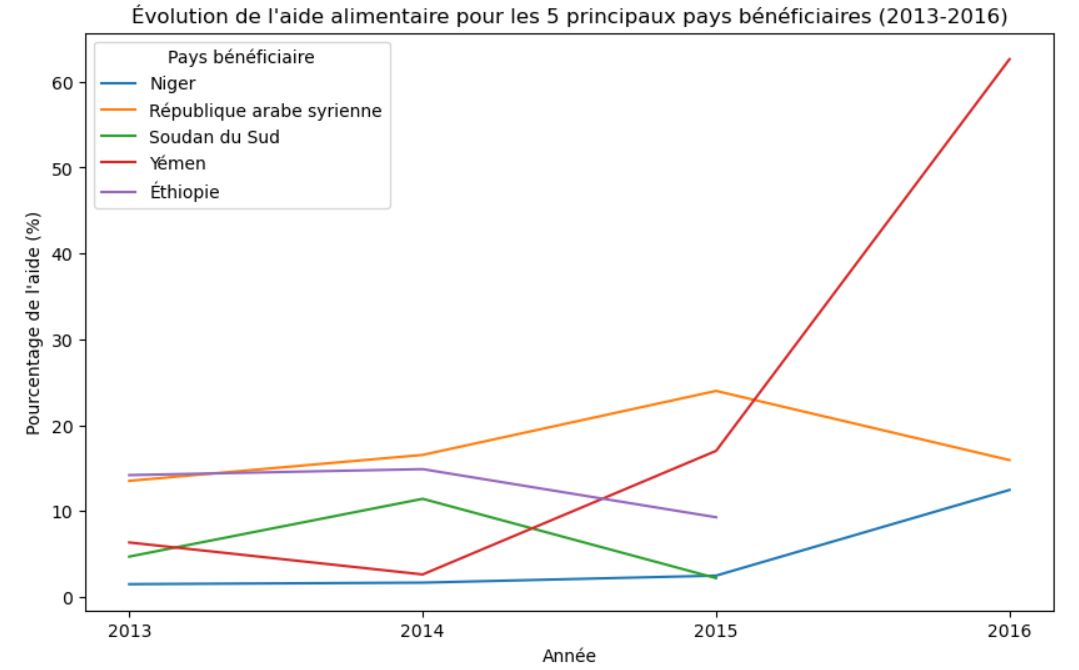 Évolution de l'aide alimentaire pour les 5 principaux pays bénéficiaires (2013-2016)
Pays bénéficiaire
Niger
République arabe syrienne
Soudan du Sud
Yémen
Éthiopie
Pourcentage de l'aide (%)
60
50
40
30
20
10
0
2013
2014
2015
2016
Année